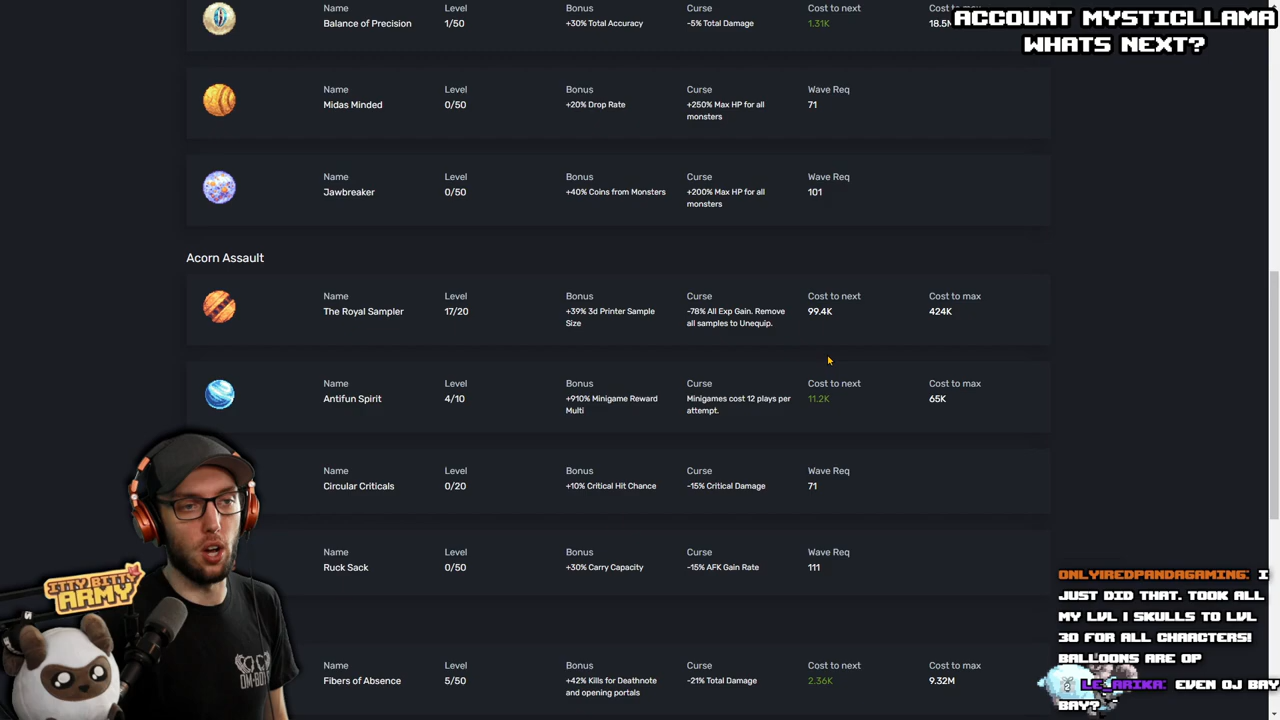 ACCOUNT MYSTICLLAMA
WHATS NEXT?
Name Level Bonus Curse Cost to next Cost to
Balance of Precision 1/50 +30% Total Accuracy -5% Total Damage 1.31K 18.5M
Name Level Bonus Curse Wave Req
Midas Minded 0/50 +20% Drop Rate +250% Max HP for all 71
monsters
Name Level Bonus Curse Wave Req
Jawbreaker 0/50 +40% Coins from Monsters +200% Max HP for all 101
monsters
Acorn Assault
Name Level Bonus Curse Cost to next Cost to max
The Royal Sampler 17/20 +39% 3d Printer Sample -78% All Exp Gain. Remove 99.4K 424K
Size all samples to Unequip.
Name Level Bonus Curse Cost to next Cost to max
Antifun Spirit 4/10 +910% Minigame Reward Minigames cost 12 plays per 11.2K 65K
Multi attempt.
Name Level Bonus Curse Wave Req
Circular Criticals 0/20 +10% Critical Hit Chance -15% Critical Damage 71
Name Level Bonus Curse Wave Req
Ruck Sack 0/50 +30% Carry Capacity -15% AFK Gain Rate 111
Name Level Bonus Curse Cost to next Cost to max
Fibers of Absence 5/50 +42% Kills for Deathnote -21% Total Damage 2.36K 9.32M
and opening portals
ITTY BITTY
ARMY
ONLYIREDPANDAGAMING: I
JUST DID THAT. TOOK ALL
MY LVL 1 SKULLS TO LVL
30 FOR ALL CHARACTERS!
BALLOONS ARE OP
2 LE_ARIKA: EVEN OJ BAY
BAY?